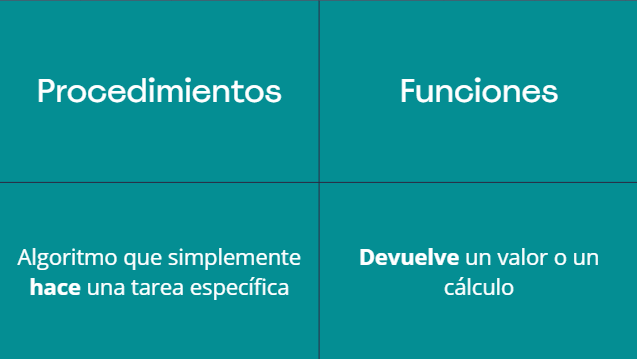 Procedimientos
Funciones
Algoritmo que simplemente
hace una tarea específica
Devuelve un valor o un
cálculo